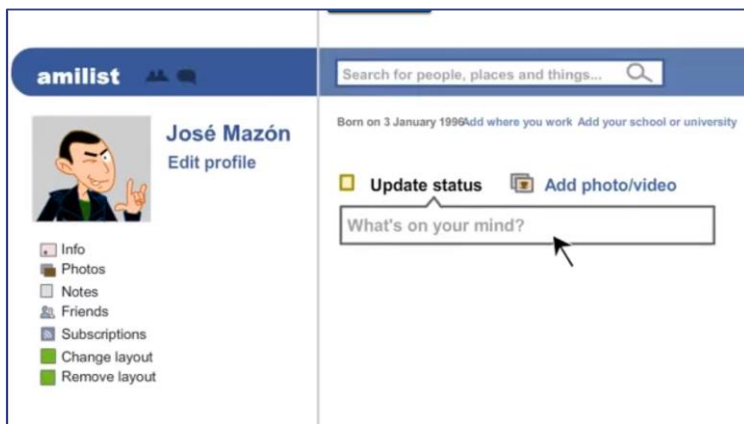 amilist
Search for people, places and things...
José Mazón
Edit profile
Born on 3 January 1996Add where you work Add your school or university
Update status
Add photo/video
What's on your mind?
Info
Photos
Notes
Friends
Subscriptions
Change layout
Remove layout